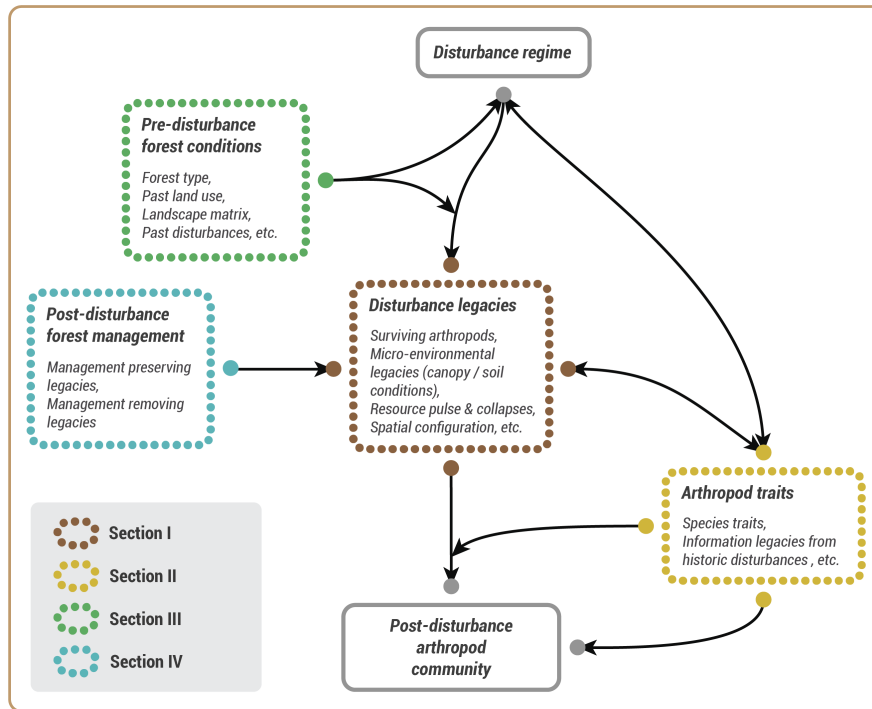 Disturbance regime
Pre-disturbance
forest conditions
Forest type,
Past land use,
Landscape matrix,
Past disturbances, etc.
Post-disturbance
forest management
Management preserving
legacies,
Management removing
legacies
Disturbance legacies
Surviving arthropods,
Micro-environmental
legacies (canopy / soil
conditions),
Resource pulse & collapses,
Spatial configuration, etc.
Arthropod traits
Species traits,
Information legacies from
historic disturbances , etc.
Section I
Section II
Section III
Section IV
Post-disturbance
arthropod
community